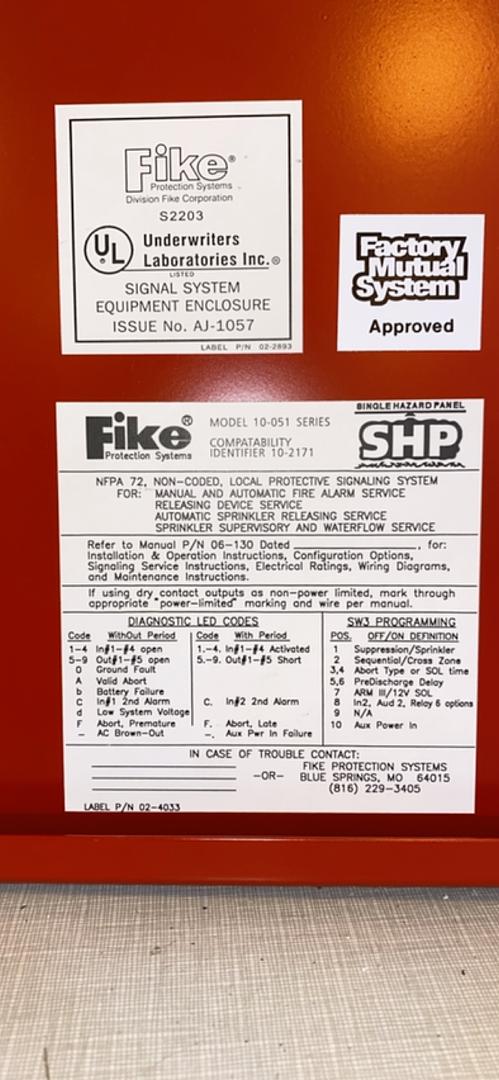 Fike®
Protection Systems
Division Fike Corporation
S2203
UL®
Underwriters
Laboratories Inc.®
LISTED
SIGNAL SYSTEM
EQUIPMENT ENCLOSURE
ISSUE No. AJ-1057
LABEL P/N 02-2893
Factory
Mutual
System
Approved
Fike®
Protection Systems
MODEL 10-051 SERIES
COMPATABILITY
IDENTIFIER 10-2171
SINGLE HAZARD PANEL
SHP
NFPA 72, NON-CODED, LOCAL PROTECTIVE SIGNALING SYSTEM
FOR: MANUAL AND AUTOMATIC FIRE ALARM SERVICE
RELEASING DEVICE SERVICE
AUTOMATIC SPRINKLER RELEASING SERVICE
SPRINKLER SUPERVISORY AND WATERFLOW SERVICE
Refer to Manual P/N 06-130 Dated ____________, for:
Installation & Operation Instructions, Configuration Options,
Signaling Service Instructions, Electrical Ratings, Wiring Diagrams,
and Maintenance Instructions.
If using dry contact outputs as non-power limited, mark through
appropriate "power-limited" marking and wire per manual.
DIAGNOSTIC LED CODES
Code WithOut Period Code With Period
1-4 In#1-#4 open 1.-4. In#1-#4 Activated
5-9 Out#1-#5 open 5.-9. Out#1-#5 Short
0 Ground Fault
A Valid Abort
b Battery Failure
C In#1 2nd Alarm C. In#2 2nd Alarm
d Low System Voltage
F Abort, Premature F. Abort, Late
- AC Brown-Out -. Aux Pwr In Failure
SW3 PROGRAMMING
POS. OFF/ON DEFINITION
1 Suppression/Sprinkler
2 Sequential/Cross Zone
3,4 Abort Type or SOL time
5,6 PreDischarge Delay
7 ARM III/12V SOL
8 In2, Aud 2, Relay 6 options
9 N/A
10 Aux Power In
IN CASE OF TROUBLE CONTACT:
-OR-
FIKE PROTECTION SYSTEMS
BLUE SPRINGS, MO 64015
(816) 229-3405
LABEL P/N 02-4033